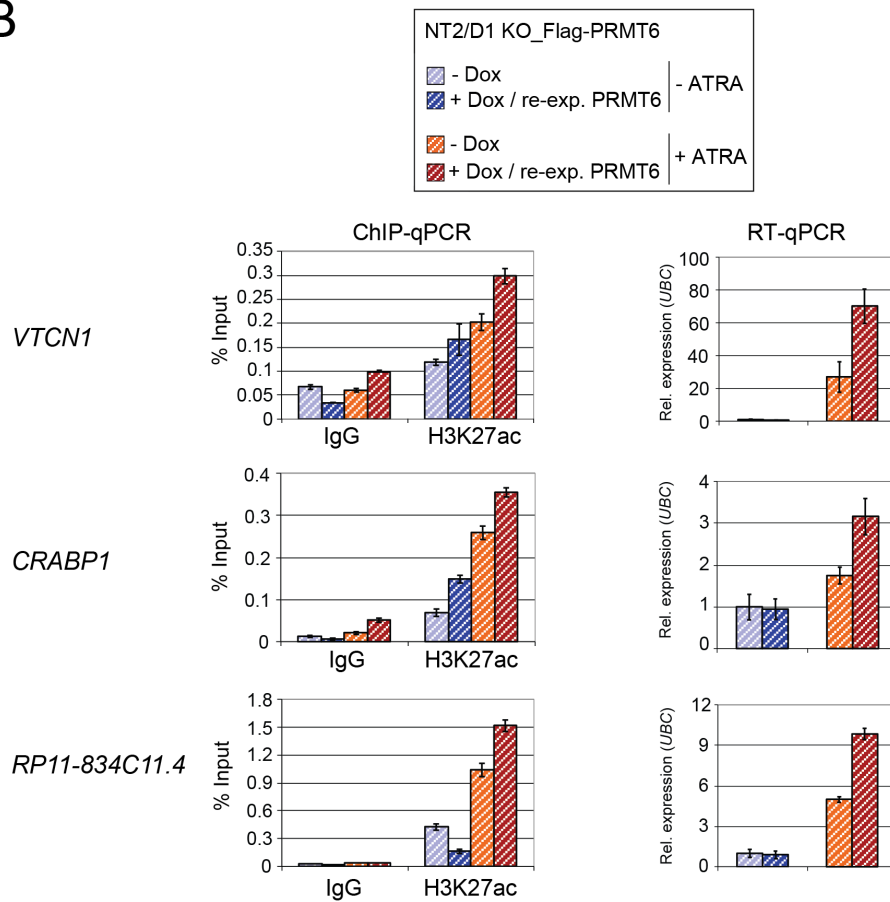 B
NT2/D1 KO_Flag-PRMT6
- Dox
+ Dox / re-exp. PRMT6
- ATRA
- Dox
+ Dox / re-exp. PRMT6
+ ATRA
ChIP-qPCR
RT-qPCR
VTCN1
% Input
0.35
0.3
0.25
0.2
0.15
0.1
0.05
0
IgG
H3K27ac
Rel. expression (UBC)
100
80
60
40
20
0
CRABP1
% Input
0.4
0.3
0.2
0.1
0
IgG
H3K27ac
Rel. expression (UBC)
4
3
2
1
0
RP11-834C11.4
% Input
1.8
1.5
1.2
0.9
0.6
0.3
0
IgG
H3K27ac
Rel. expression (UBC)
12
9
6
3
0